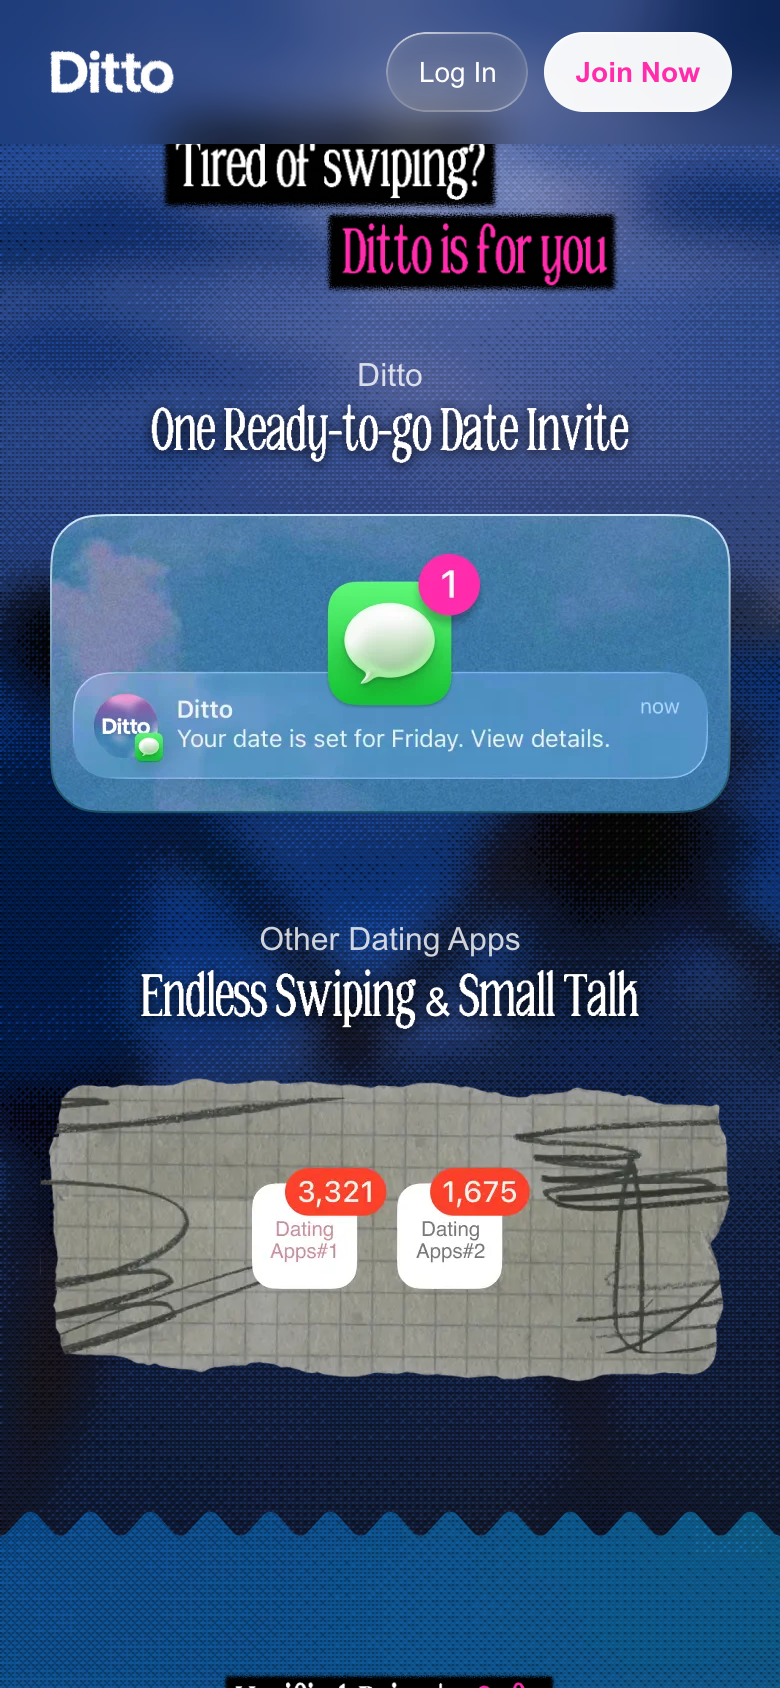 Ditto
Log In
Join Now
Tired of swiping?
Ditto is for you
Ditto
One Ready-to-go Date Invite
1
Ditto
Ditto
now
Your date is set for Friday. View details.
Other Dating Apps
Endless Swiping & Small Talk
3,321
1,675
Dating
Apps#1
Dating
Apps#2